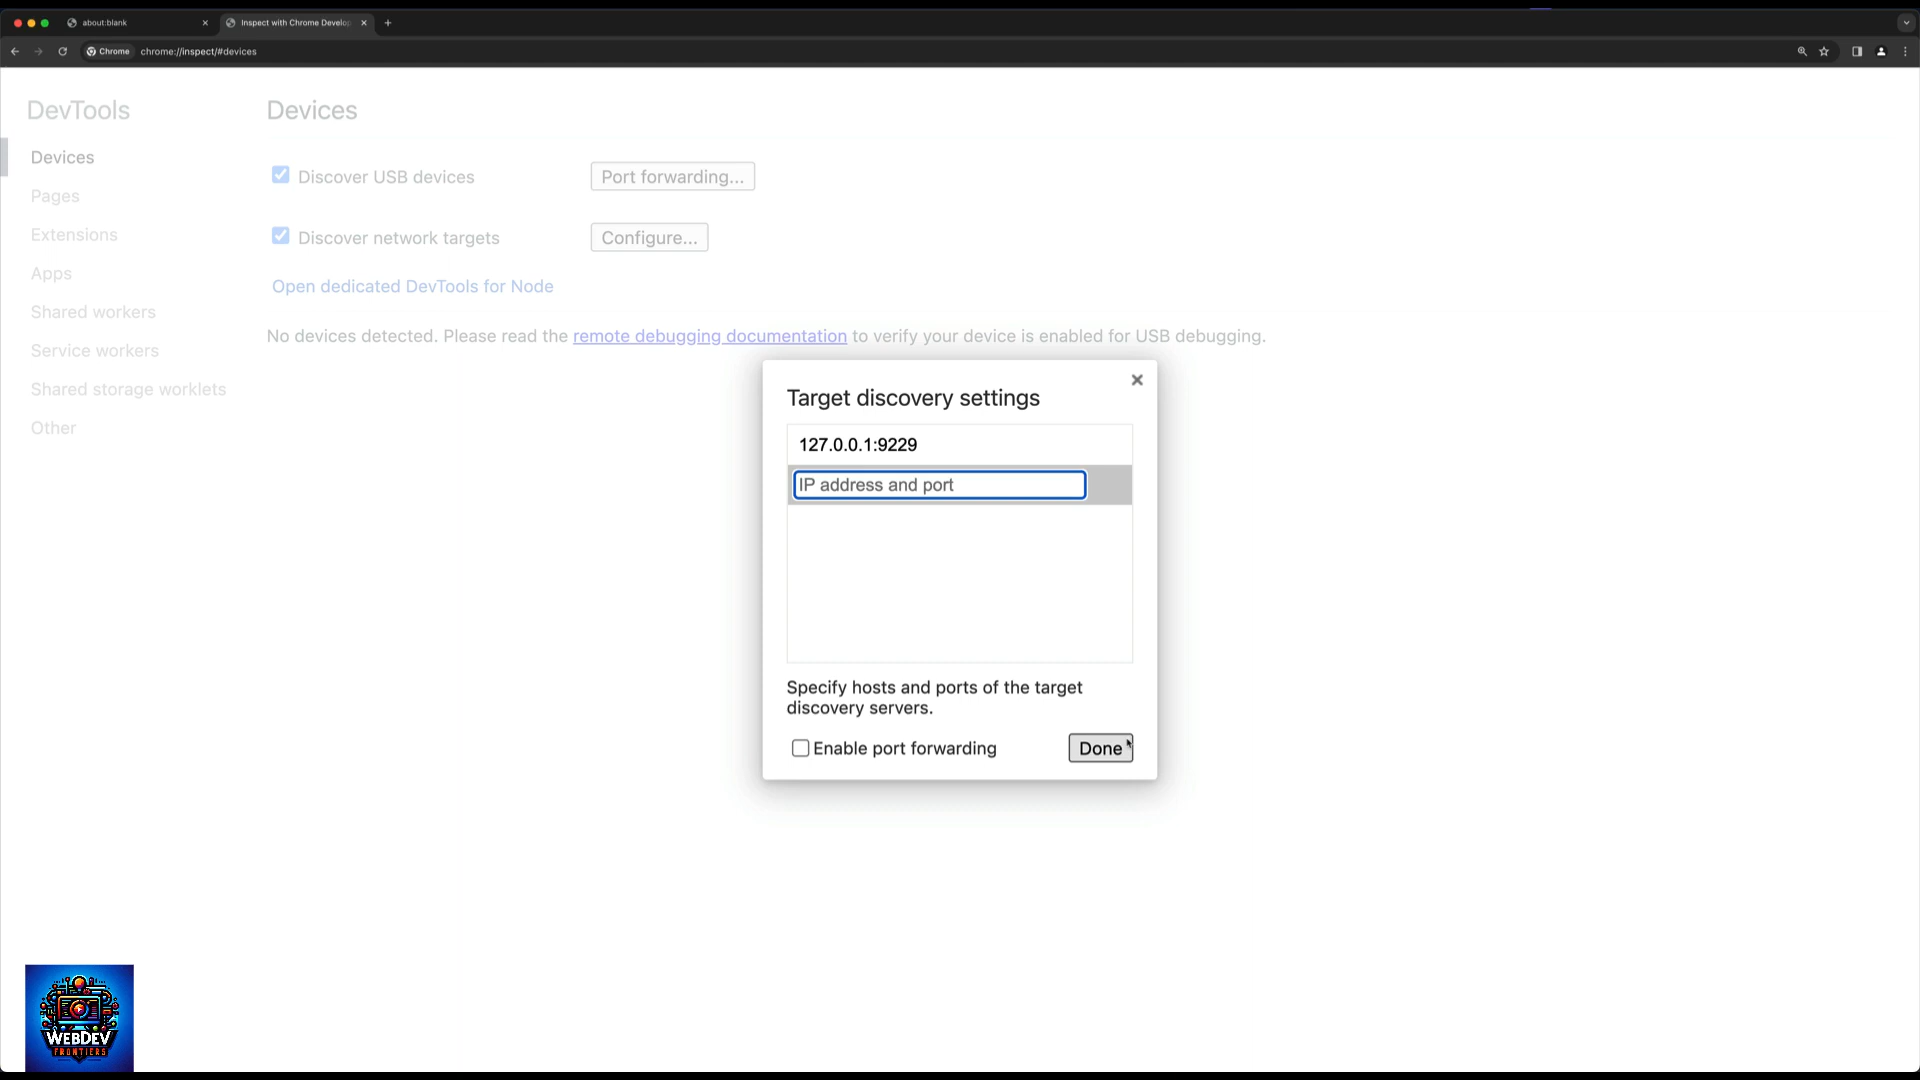 about:blank
Inspect with Chrome Develop
Chrome
chrome://inspect/#devices
DevTools
Devices
Pages
Extensions
Apps
Shared workers
Service workers
Shared storage worklets
Other
Devices
Discover USB devices
Port forwarding...
Discover network targets
Configure...
Open dedicated DevTools for Node
No devices detected. Please read the remote debugging documentation to verify your device is enabled for USB debugging.
Target discovery settings
127.0.0.1:9229
IP address and port
Specify hosts and ports of the target
discovery servers.
Enable port forwarding
Done
WEBDEV
FRONTIERS